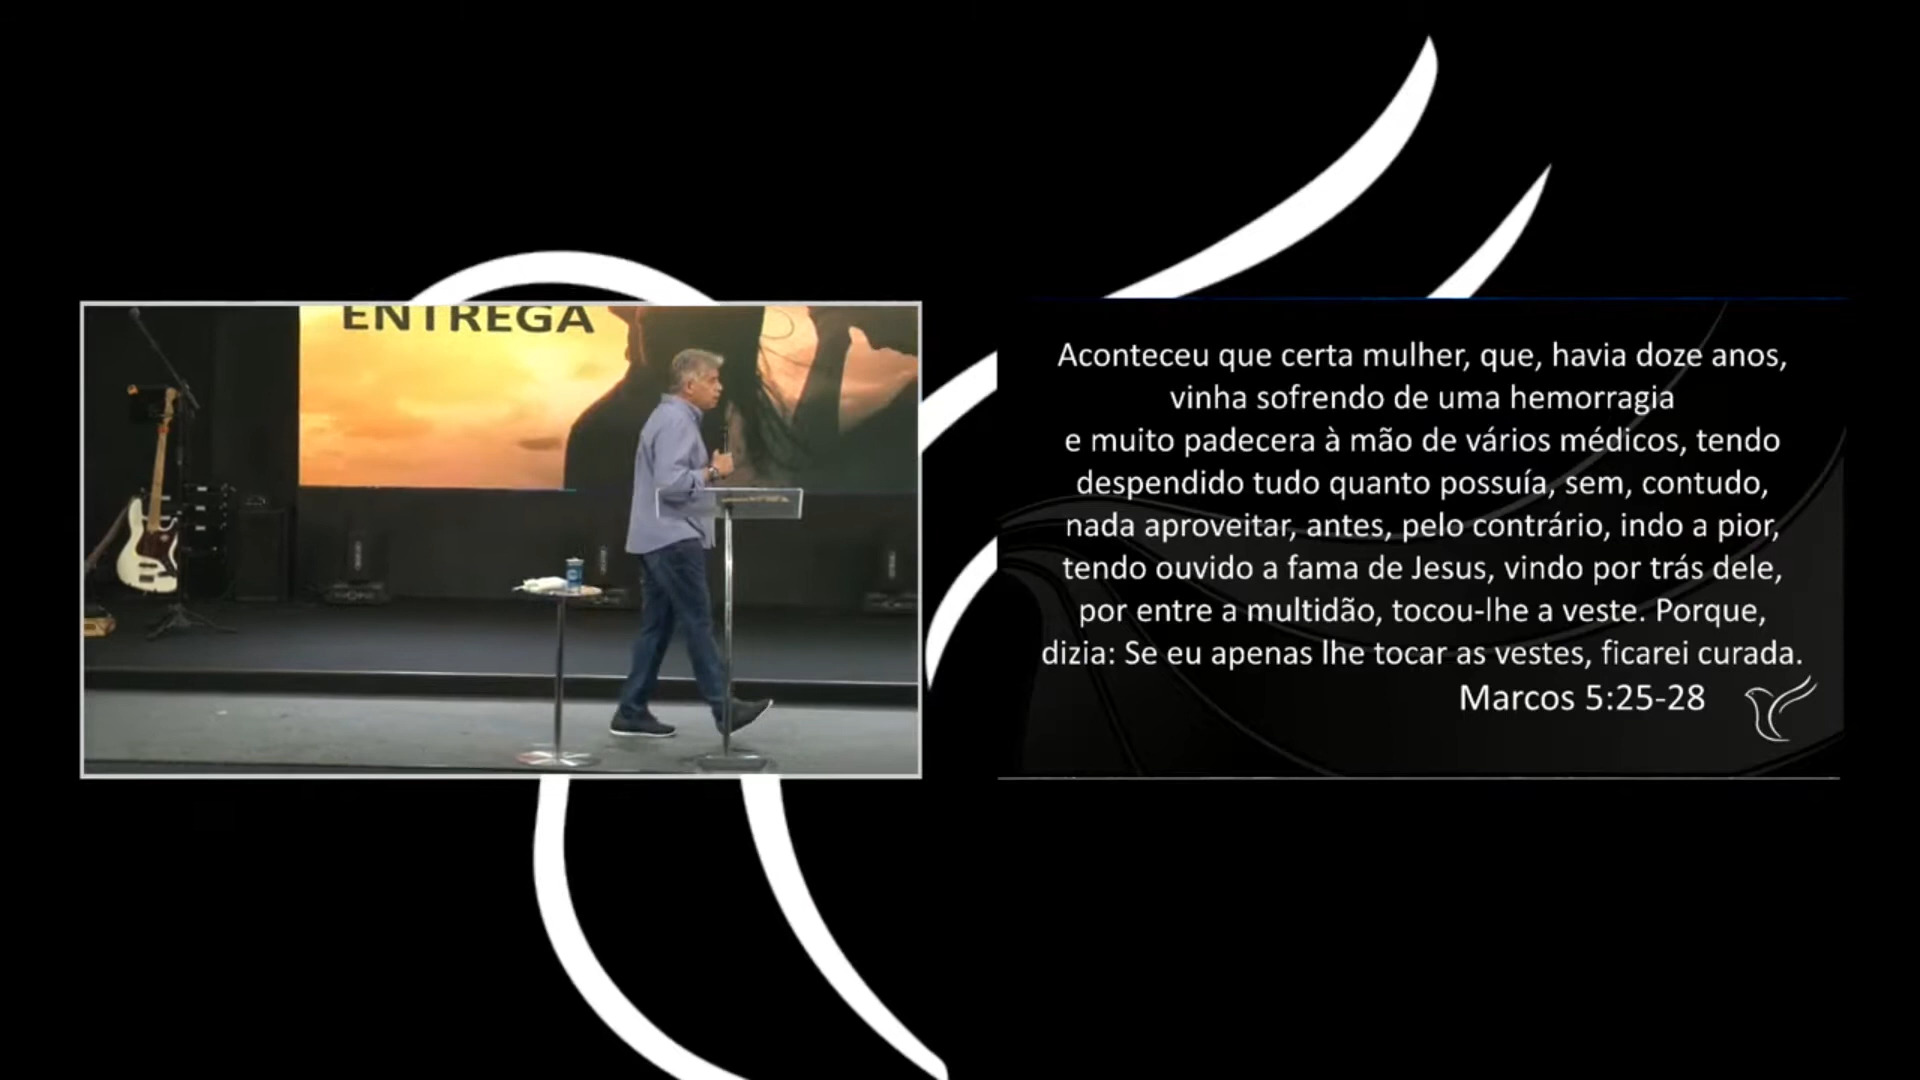 ENTREGA
Aconteceu que certa mulher, que, havia doze anos,
vinha sofrendo de uma hemorragia
e muito padecera à mão de vários médicos, tendo
despendido tudo quanto possuía, sem, contudo,
nada aproveitar, antes, pelo contrário, indo a pior,
tendo ouvido a fama de Jesus, vindo por trás dele,
por entre a multidão, tocou-lhe a veste. Porque,
dizia: Se eu apenas lhe tocar as vestes, ficarei curada.
Marcos 5:25-28